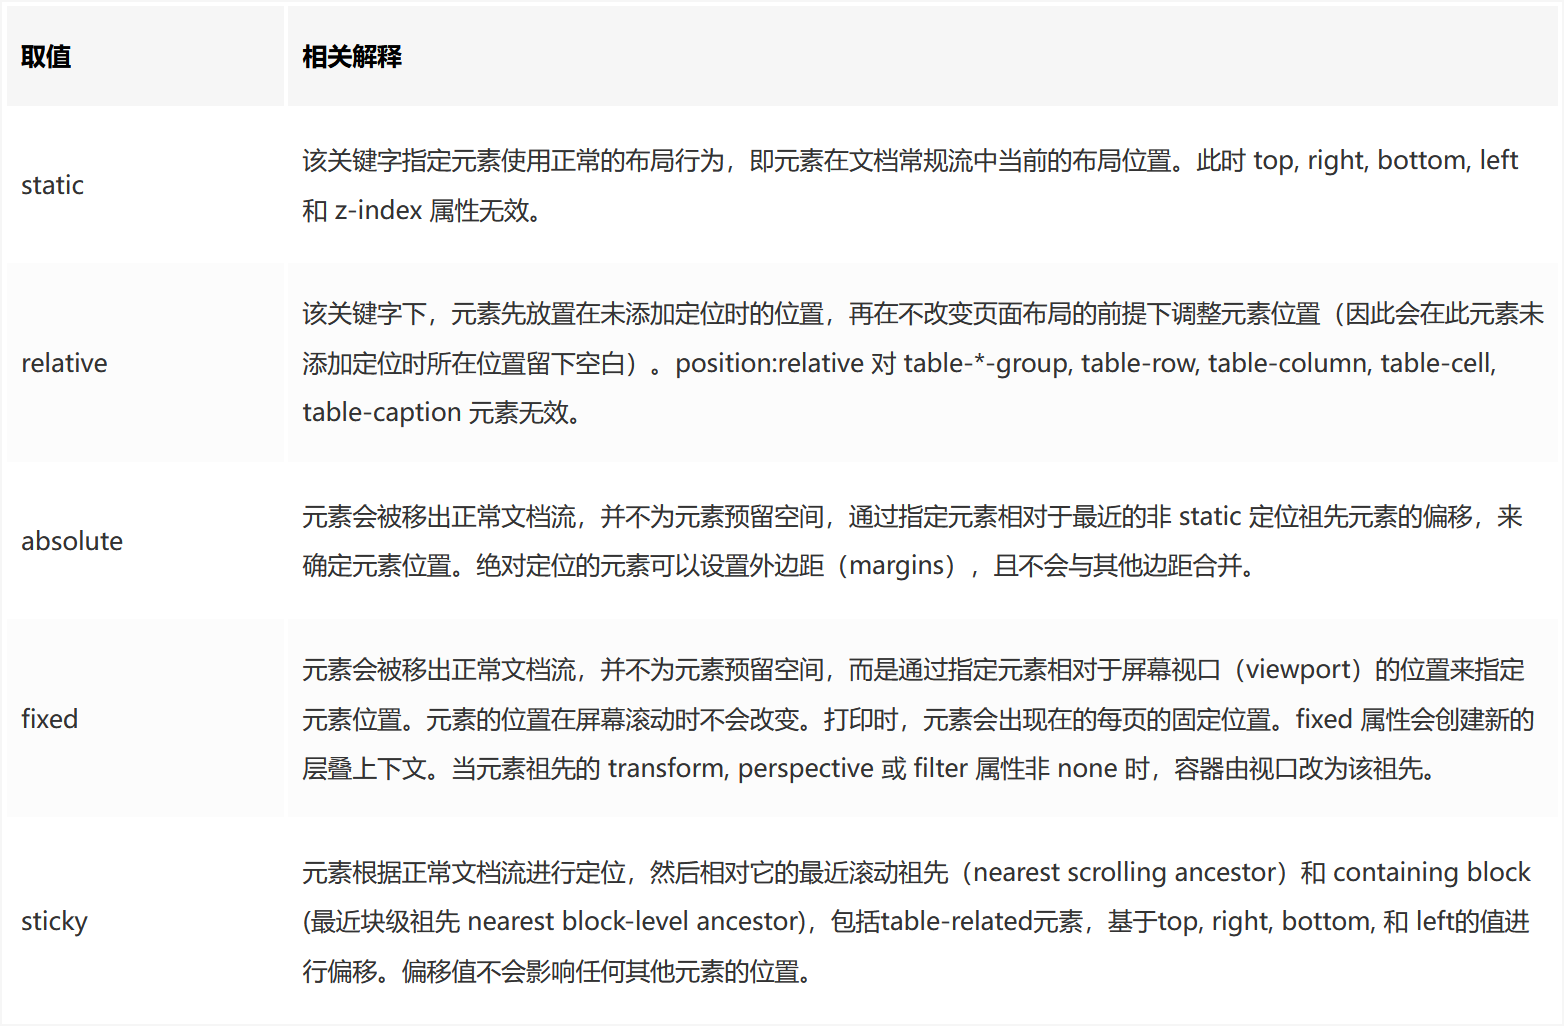 取值 相关解释
static
该关键字指定元素使用正常的布局行为，即元素在文档常规流中当前的布局位置。此时 top, right, bottom, left
和 z-index 属性无效。
relative
该关键字下，元素先放置在未添加定位时的位置，再在不改变页面布局的前提下调整元素位置（因此会在此元素未
添加定位时所在位置留下空白）。position:relative 对 table-*-group, table-row, table-column, table-cell,
table-caption 元素无效。
absolute
元素会被移出正常文档流，并不为元素预留空间，通过指定元素相对于最近的非 static 定位祖先元素的偏移，来
确定元素位置。绝对定位的元素可以设置外边距（margins），且不会与其他边距合并。
fixed
元素会被移出正常文档流，并不为元素预留空间，而是通过指定元素相对于屏幕视口（viewport）的位置来指定
元素位置。元素的位置在屏幕滚动时不会改变。打印时，元素会出现在的每页的固定位置。fixed 属性会创建新的
层叠上下文。当元素祖先的 transform, perspective 或 filter 属性非 none 时，容器由视口改为该祖先。
sticky
元素根据正常文档流进行定位，然后相对它的最近滚动祖先（nearest scrolling ancestor）和 containing block
(最近块级祖先 nearest block-level ancestor)，包括table-related元素，基于top, right, bottom, 和 left的值进
行偏移。偏移值不会影响任何其他元素的位置。